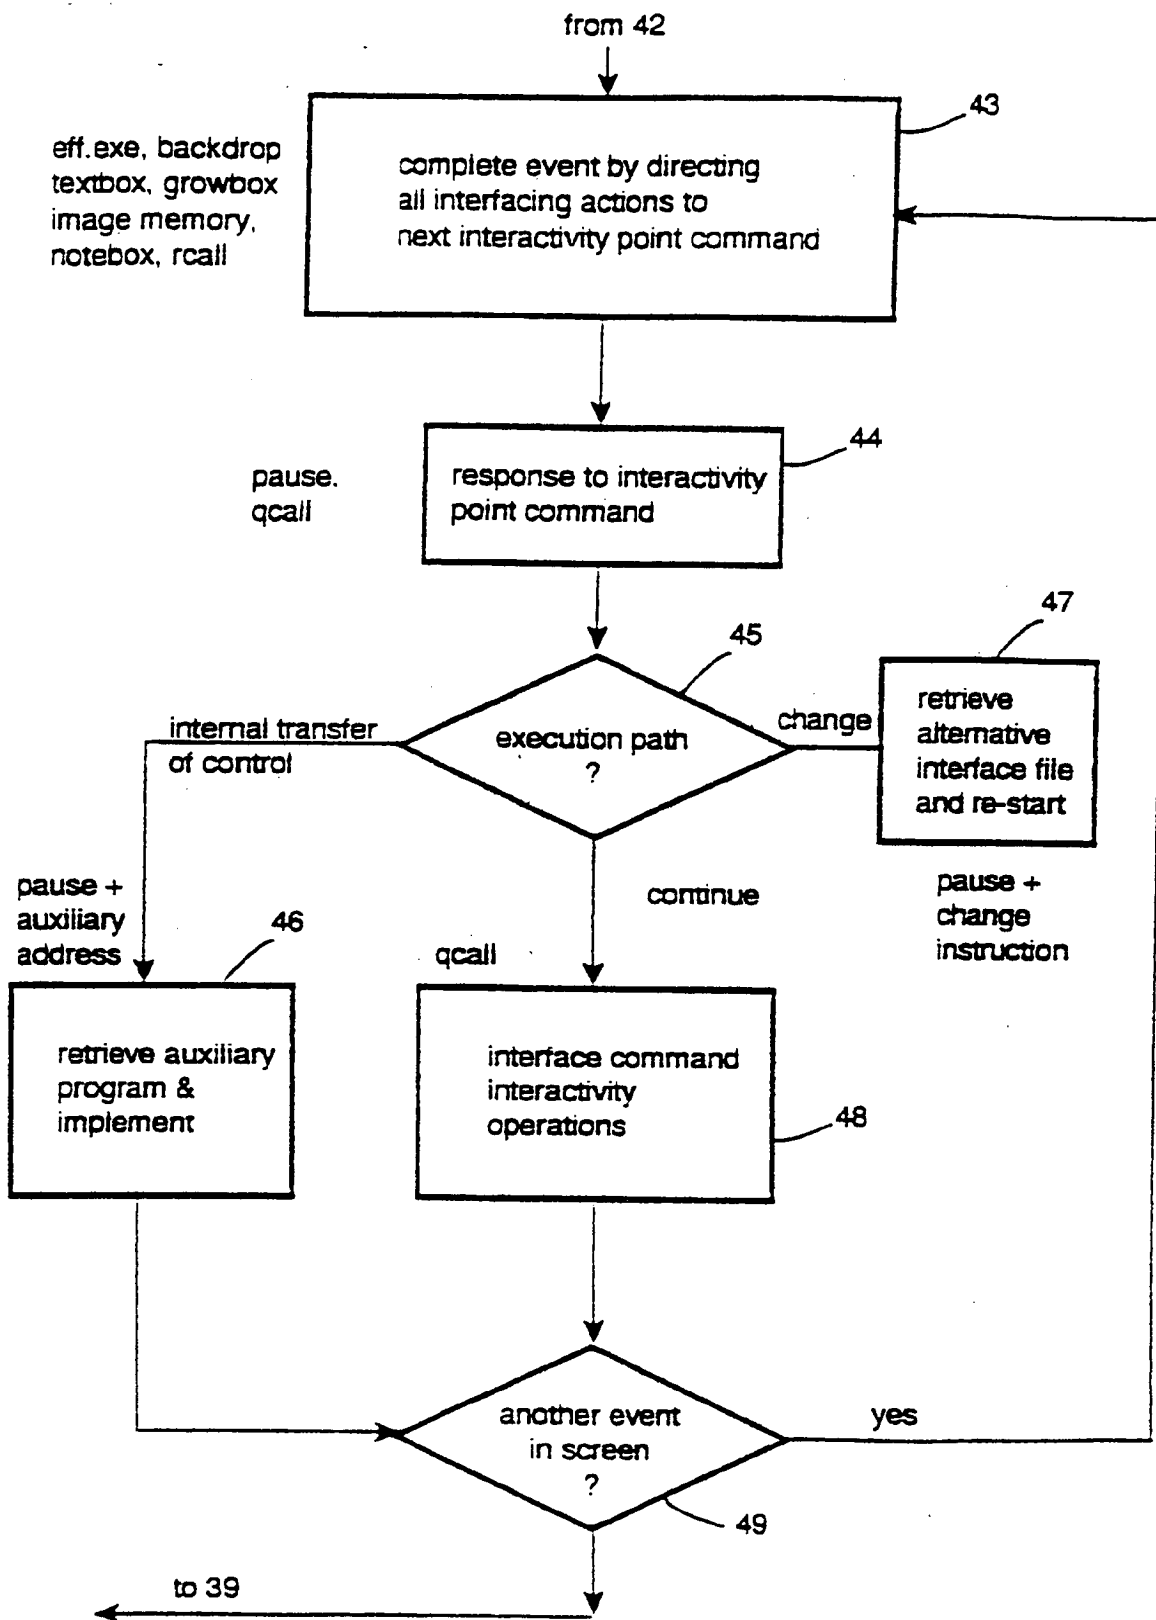 from 42
43
eff.exe, backdrop
textbox, growbox
image memory,
notebox, rcall
complete event by directing
all interfacing actions to
next interactivity point command
44
pause.
qcall
response to interactivity
point command
45
47
internal transfer
of control
execution path
?
change
retrieve
alternative
interface file
and re-start
pause +
auxiliary
address
46
continue
qcall
pause +
change
instruction
retrieve auxiliary
program &
implement
interface command
interactivity
operations
48
another event
in screen
?
yes
49
to 39